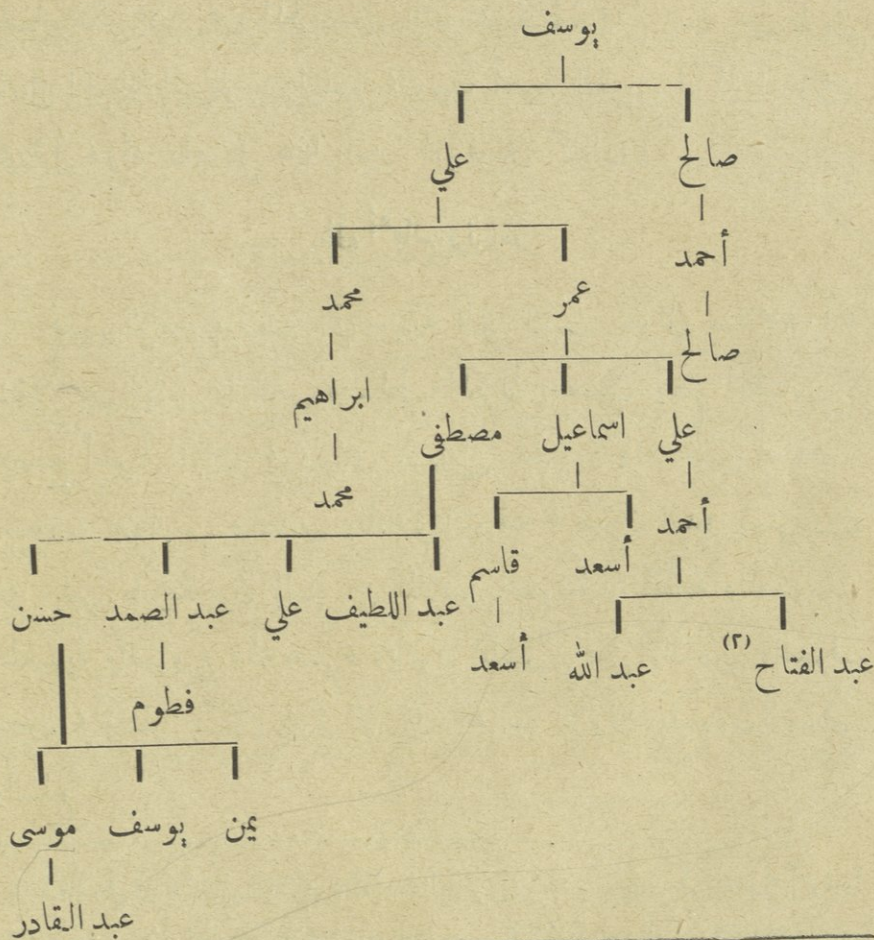 يوسف
صالح علي
أحمد
عمر محمد
صالح
ابراهيم
علي اسماعيل مصطفى
محمد
أحمد
أسعد قاسم
عبد اللطيف علي عبد الصمد حسن
عبد الفتاح (٢) عبد الله أسعد
فطوم
يمن يوسف موسى
عبد القادر